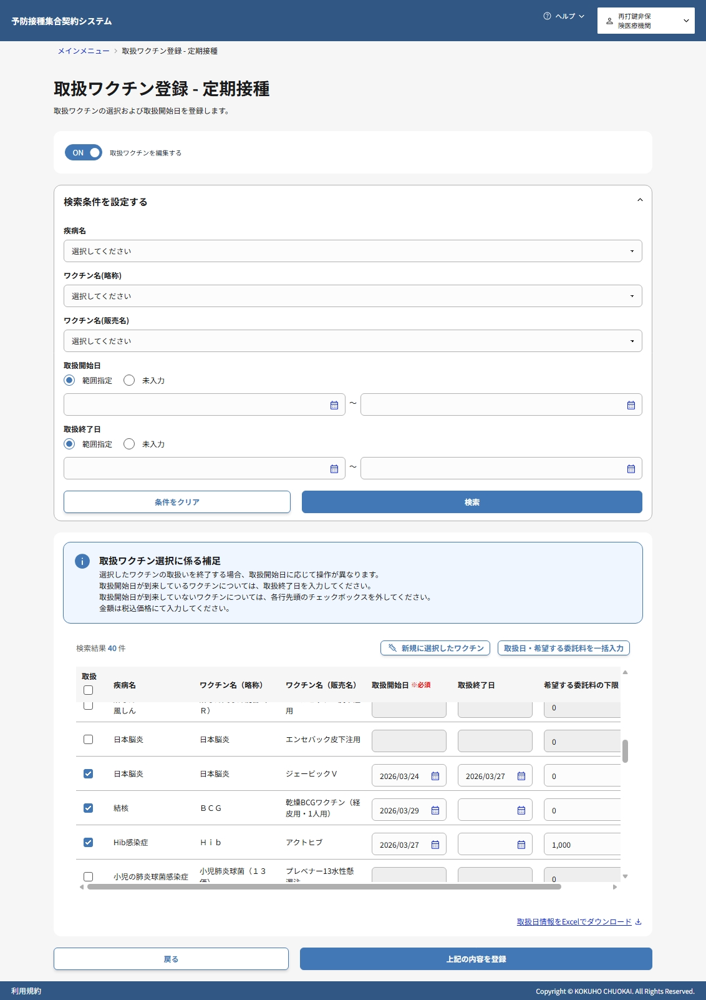 予防接種集合契約システム
ヘルプ
再打鍵非保
険医療機関
メインメニュー > 取扱ワクチン登録 - 定期接種
取扱ワクチン登録 - 定期接種
取扱ワクチンの選択および取扱開始日を登録します。
ON 取扱ワクチンを編集する
検索条件を設定する
疾病名
選択してください
ワクチン名(略称)
選択してください
ワクチン名(販売名)
選択してください
取扱開始日
範囲指定 未入力
～
取扱終了日
範囲指定 未入力
～
条件をクリア 検索
取扱ワクチン選択に係る補足
選択したワクチンの取扱いを終了する場合、取扱開始日に応じて操作が異なります。
取扱開始日が到来しているワクチンについては、取扱終了日を入力してください。
取扱開始日が到来していないワクチンについては、各行先頭のチェックボックスを外してください。
金額は税込価格にて入力してください。
検索結果 40 件 新規に選択したワクチン 取扱日・希望する委託料を一括入力
取扱 疾病名 ワクチン名（略称） ワクチン名（販売名） 取扱開始日 ※必須 取扱終了日 希望する委託料の下限
風しん Ｒ） 用 0
日本脳炎 日本脳炎 エンセバック皮下注用 0
日本脳炎 日本脳炎 ジェービックＶ 2026/03/24 2026/03/27 0
結核 ＢＣＧ 乾燥BCGワクチン（経皮用・1人用） 2026/03/29 0
Hib感染症 Ｈｉｂ アクトヒブ 2026/03/27 1,000
小児の肺炎球菌感染症 小児肺炎球菌（１３価） プレベナー13水性懸濁注 0
取扱日情報をExcelでダウンロード
戻る 上記の内容を登録
利用規約 Copyright © KOKUHO CHUOKAI. All Rights Reserved.